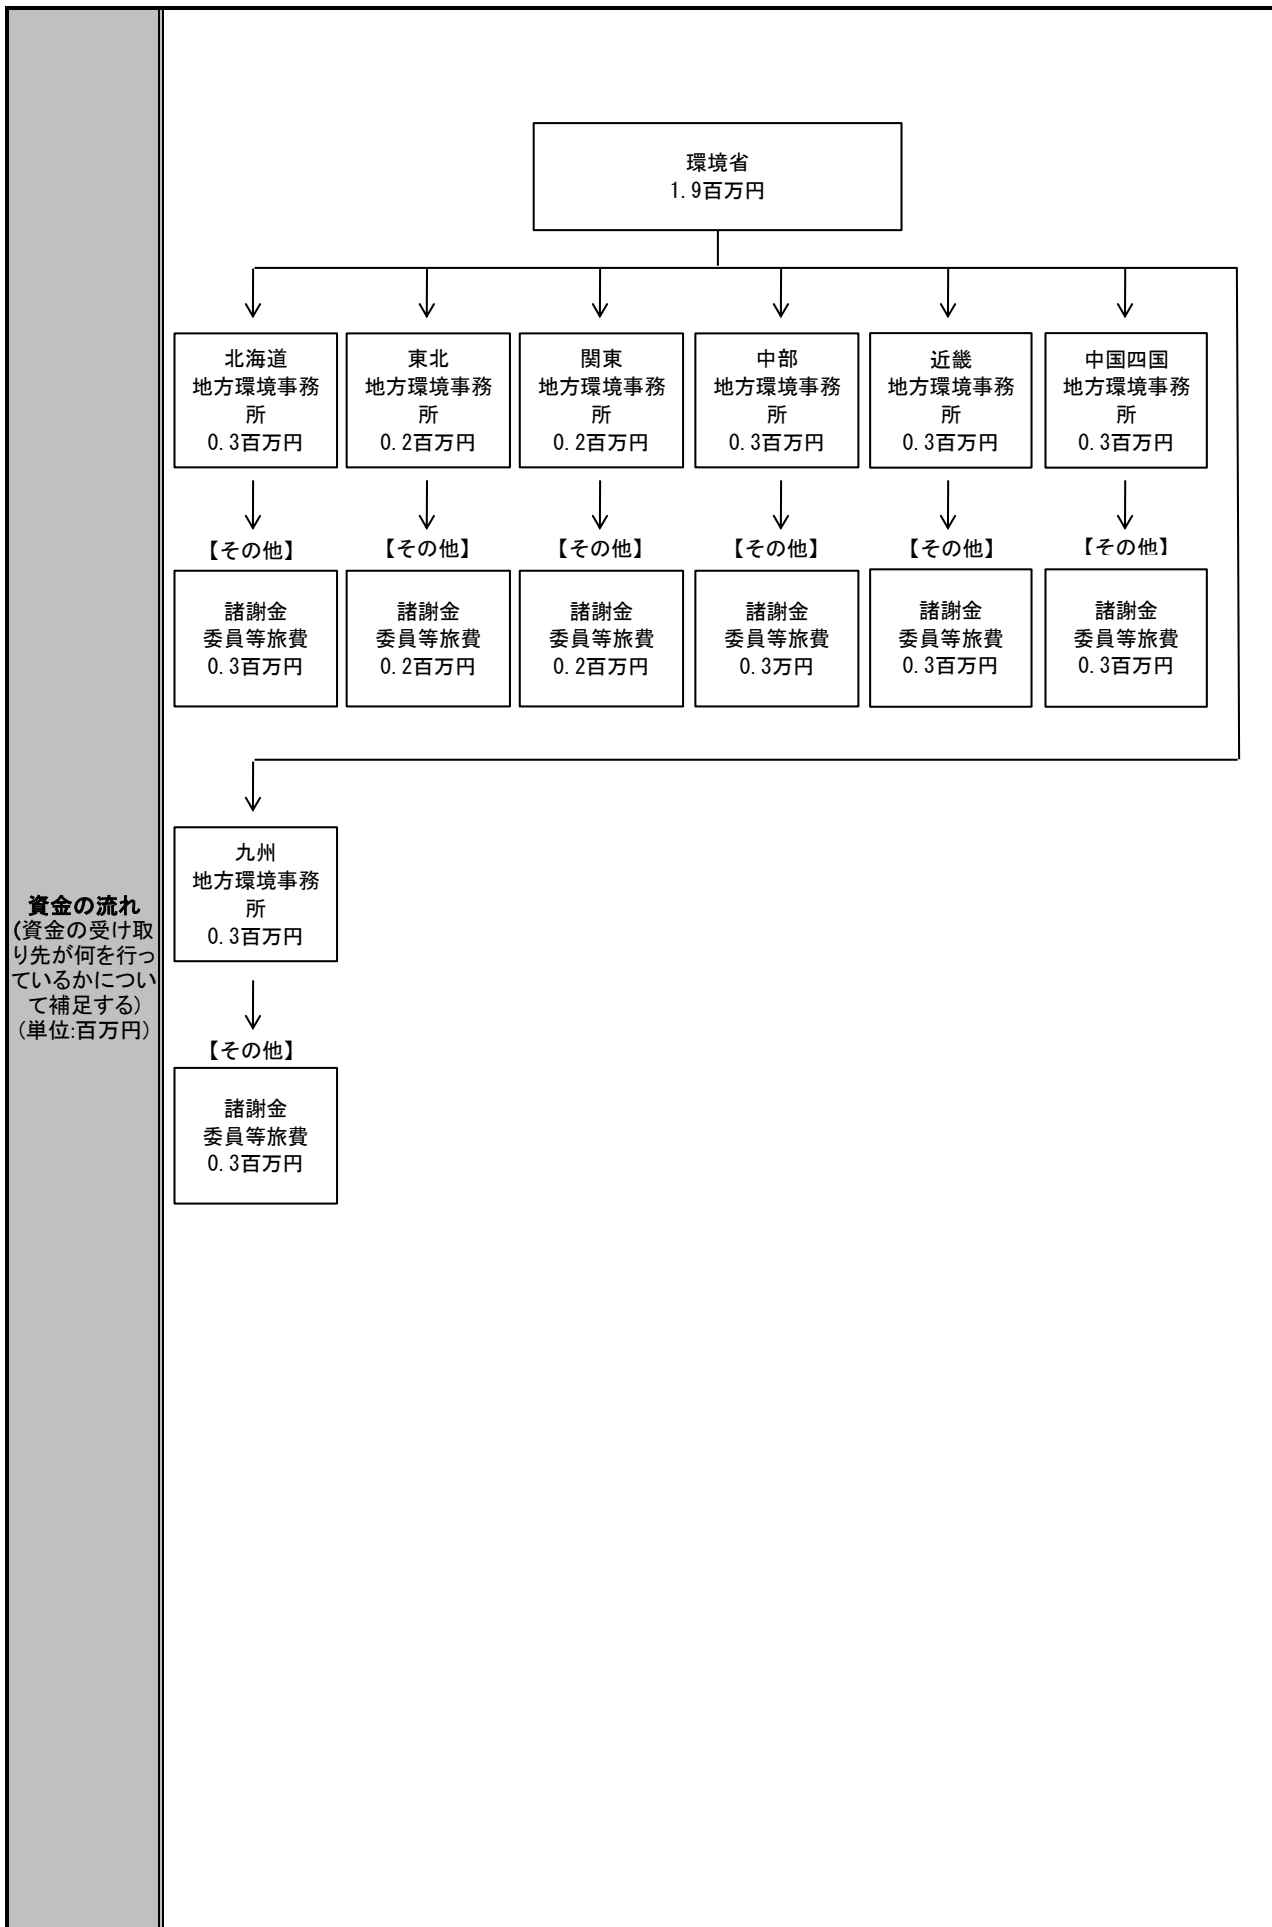 資金の流れ
(資金の受け取
り先が何を行っ
ているかについ
て補足する)
(単位:百万円)
環境省
1.9百万円
北海道
地方環境事務
所
0.3百万円
東北
地方環境事務
所
0.2百万円
関東
地方環境事務
所
0.2百万円
中部
地方環境事務
所
0.3百万円
近畿
地方環境事務
所
0.3百万円
中国四国
地方環境事務
所
0.3百万円
【その他】
【その他】
【その他】
【その他】
【その他】
【その他】
諸謝金
委員等旅費
0.3百万円
諸謝金
委員等旅費
0.2百万円
諸謝金
委員等旅費
0.2百万円
諸謝金
委員等旅費
0.3万円
諸謝金
委員等旅費
0.3百万円
諸謝金
委員等旅費
0.3百万円
九州
地方環境事務
所
0.3百万円
【その他】
諸謝金
委員等旅費
0.3百万円